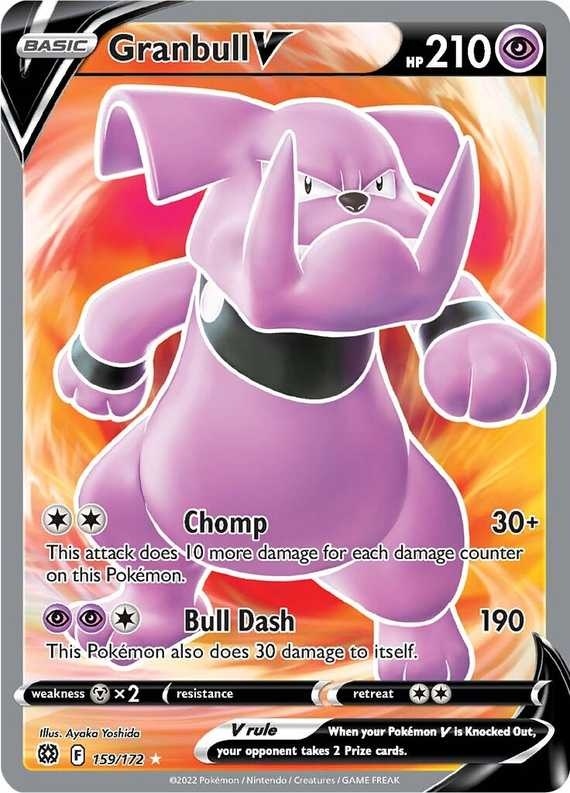 BASIC Granbull V HP 210
Chomp 30+
This attack does 10 more damage for each damage counter
on this Pokémon.
Bull Dash 190
This Pokémon also does 30 damage to itself.
weakness ×2 resistance retreat
Illus. Ayaka Yoshida
V rule When your Pokémon V is Knocked Out,
your opponent takes 2 Prize cards.
F 159/172
©2022 Pokémon / Nintendo / Creatures / GAME FREAK